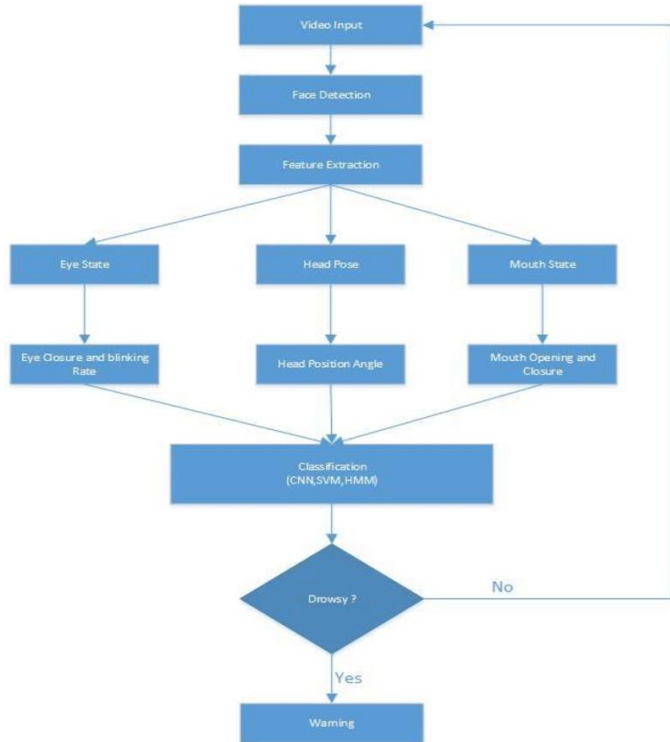 Video Input
Face Detection
Feature Extraction
Eye State
Head Pose
Mouth State
Eye Closure and blinking
Rate
Head Position Angle
Mouth Opening and
Closure
Classification
(CNN,SVM,HMM)
Drowsy ?
No
Yes
Warning